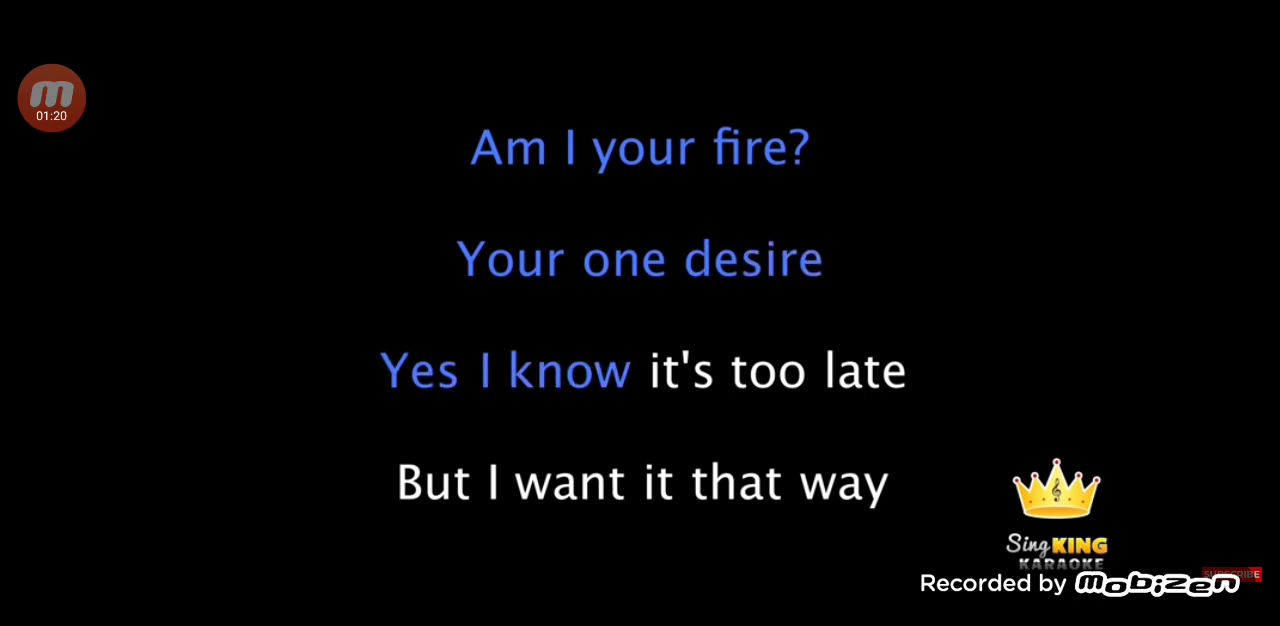 01:20
Am I your fire?
Your one desire
Yes I know it's too late
But I want it that way
Sing KING
KARAOKE
SUBSCRIBE
Recorded by mobizen